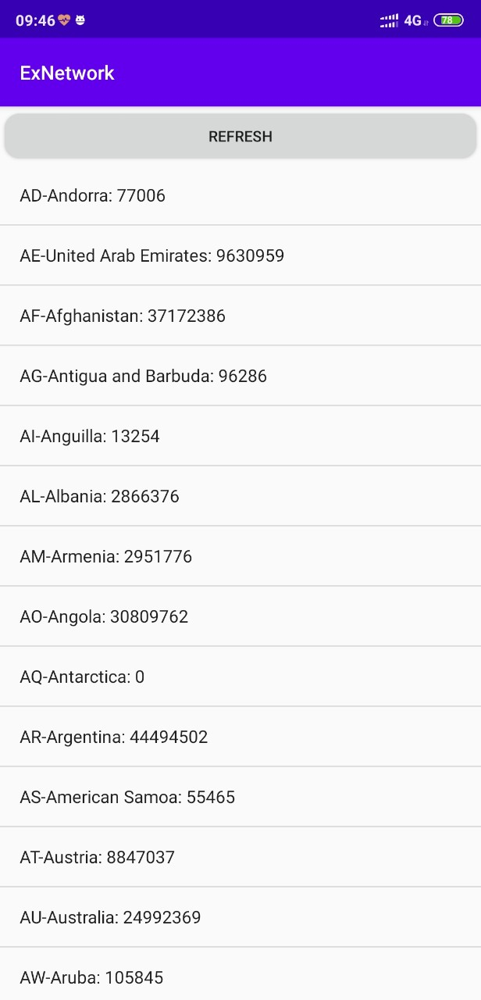 09:46 4G 78
ExNetwork
REFRESH
AD-Andorra: 77006
AE-United Arab Emirates: 9630959
AF-Afghanistan: 37172386
AG-Antigua and Barbuda: 96286
AI-Anguilla: 13254
AL-Albania: 2866376
AM-Armenia: 2951776
AO-Angola: 30809762
AQ-Antarctica: 0
AR-Argentina: 44494502
AS-American Samoa: 55465
AT-Austria: 8847037
AU-Australia: 24992369
AW-Aruba: 105845